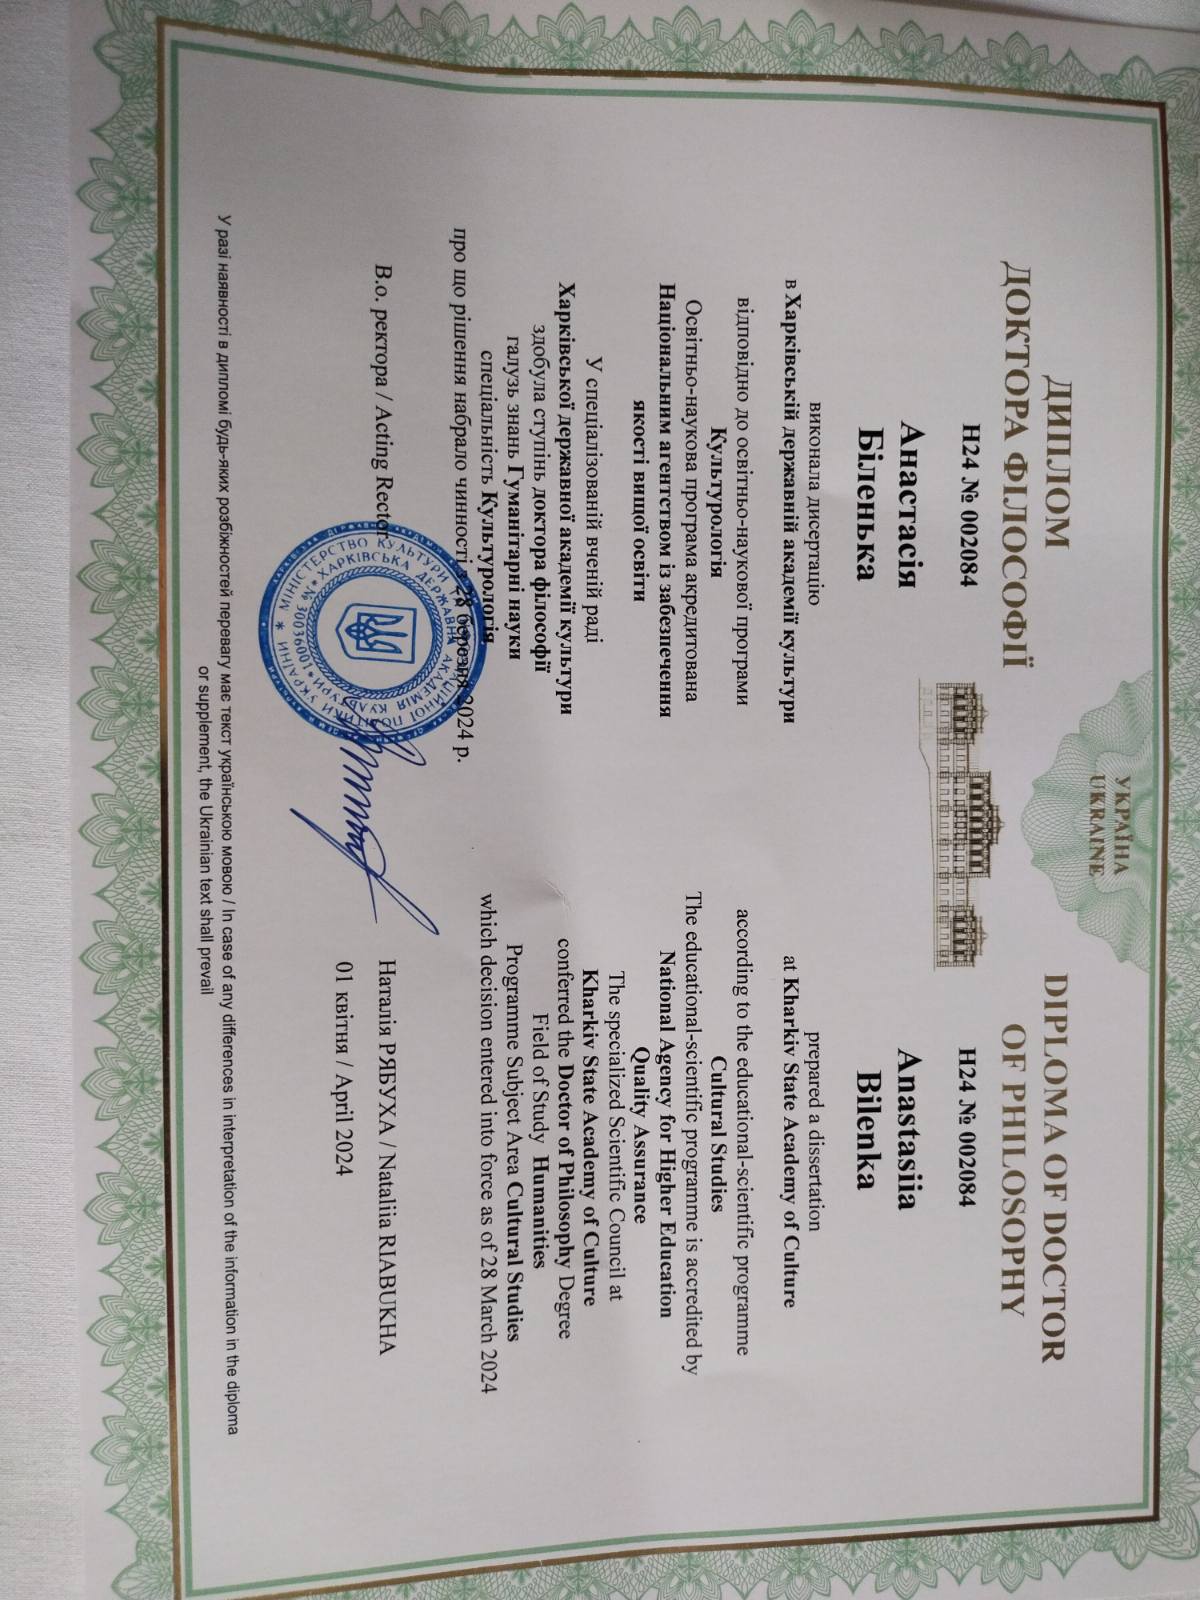 УКРАЇНА
UKRAINE
ДИПЛОМ
ДОКТОРА ФІЛОСОФІЇ
Н24 № 002084
Анастасія
Біленька
виконала дисертацію
в Харківській державній академії культури
відповідно до освітньо-наукової програми
Культурологія
Освітньо-наукова програма акредитована
Національним агентством із забезпечення
якості вищої освіти
У спеціалізованій вченій раді
Харківської державної академії культури
здобула ступінь доктора філософії
галузь знань Гуманітарні науки
спеціальність Культурологія
про що рішення набрало чинності з 28 березня 2024 р.
DIPLOMA OF DOCTOR
OF PHILOSOPHY
Н24 № 002084
Anastasiia
Bilenka
prepared a dissertation
at Kharkiv State Academy of Culture
according to the educational-scientific programme
Cultural Studies
The educational-scientific programme is accredited by
National Agency for Higher Education
Quality Assurance
The specialized Scientific Council at
Kharkiv State Academy of Culture
conferred the Doctor of Philosophy Degree
Field of Study Humanities
Programme Subject Area Cultural Studies
which decision entered into force as of 28 March 2024
В.о. ректора / Acting Rector
Наталія РЯБУХА / Nataliia RIABUKHA
01 квітня / April 2024
МІНІСТЕРСТВО КУЛЬТУРИ ТА ІНФОРМАЦІЙНОЇ ПОЛІТИКИ УКРАЇНИ
ХАРКІВСЬКА ДЕРЖАВНА АКАДЕМІЯ КУЛЬТУРИ
У разі наявності в дипломі будь-яких розбіжностей перевагу має текст українською мовою / In case of any differences in interpretation of the information in the diploma
or supplement, the Ukrainian text shall prevail